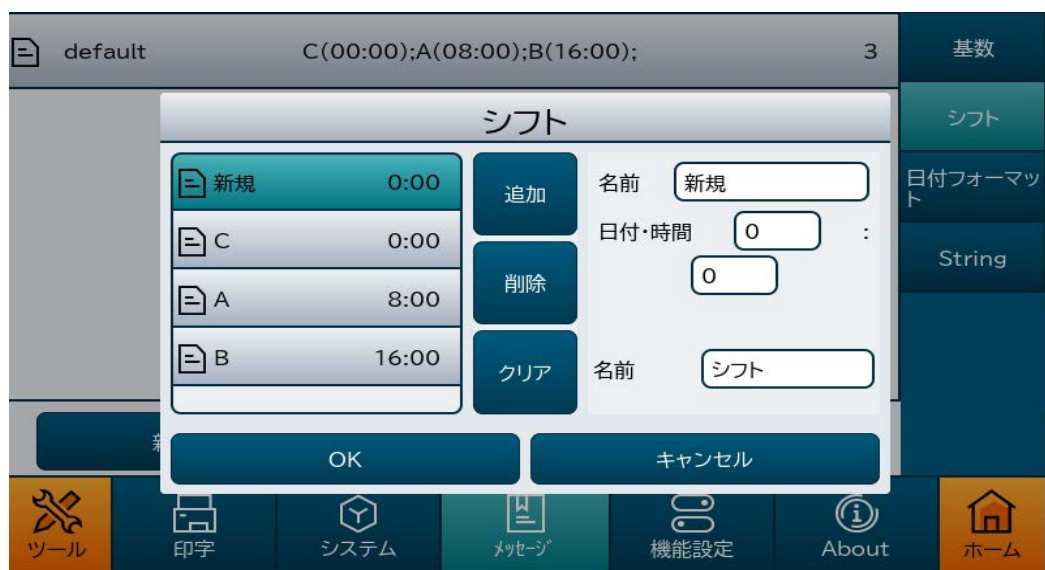 default C(00:00);A(08:00);B(16:00); 3
基数
シフト
シフト
日付フォーマッ
ト
String
新規 0:00
C 0:00
A 8:00
B 16:00
追加
削除
クリア
名前 新規
日付・時間 0 :
0
名前 シフト
OK キャンセル
ツール 印字 システム メッセージ 機能設定 About ホーム